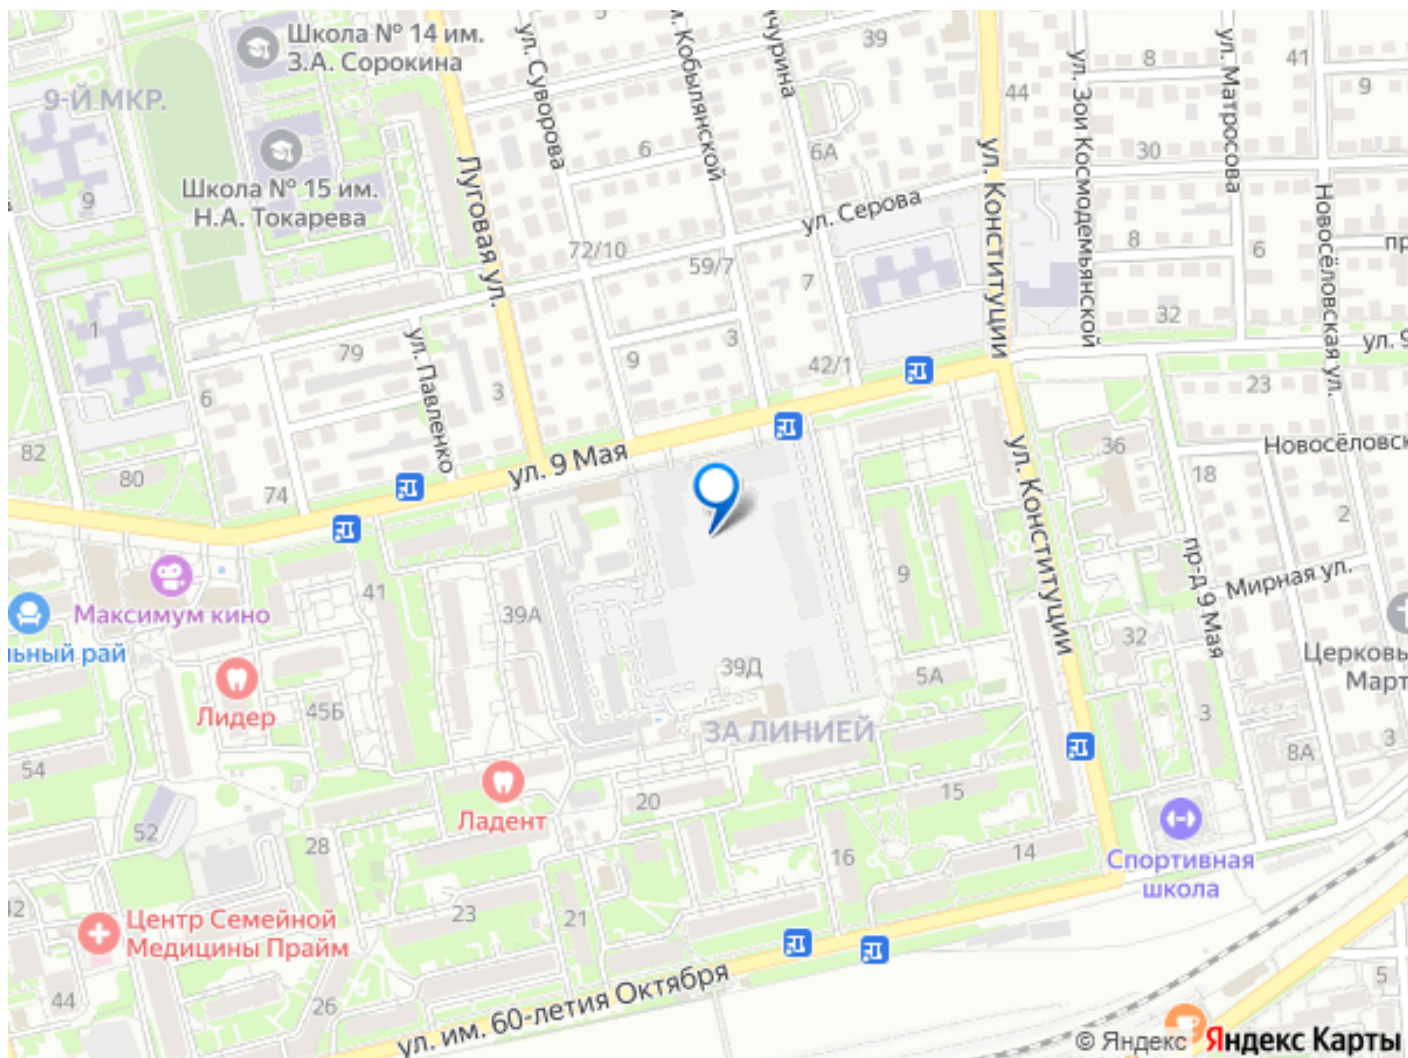 Школа № 14 им.
З.А. Сорокина
9-Й МКР.
Школа № 15 им.
Н.А. Токарева
9
1
ул. Суворова
5
м. Кобылянской
чурина
39
44
ул. Зои Космодемьянской
8
ул. Матросова
41
9
6
6А
30
ул. Конституции
ул. Серова
Луговая ул.
72/10
59/7
7
8
6
пр
Новосёловская ул.
32
ул. 9
79
ул. Павленко
3
9
3
42/1
6
23
82
80
74
ул. 9 Мая
36
18
Новосёловск
ул. Конституции
2
Максимум кино
41
39А
9
пр-д 9 Мая
Мирная ул.
льный рай
Лидер
45Б
39Д
5А
32
Церковь
Март
ЗА ЛИНИЕЙ
3
8А
3
54
Ладент
20
15
52
28
16
14
Спортивная
школа
42
Центр Семейной
Медицины Прайм
23
21
44
26
ул. им. 60-летия Октября
5
© Яндекс Яндекс Карты